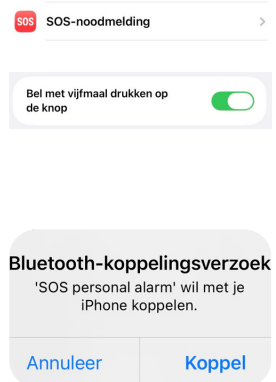 SOS SOS-noodmelding
Bel met vijfmaal drukken op
de knop
Bluetooth-koppelingsverzoek
'SOS personal alarm' wil met je
iPhone koppelen.
Annuleer Koppel